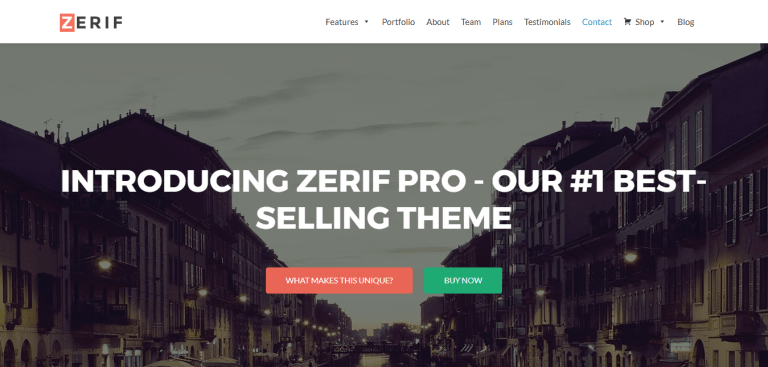 ZERIF
Features
Portfolio
About
Team
Plans
Testimonials
Contact
Shop
Blog
INTRODUCING ZERIF PRO - OUR #1 BEST-
SELLING THEME
WHAT MAKES THIS UNIQUE?
BUY NOW